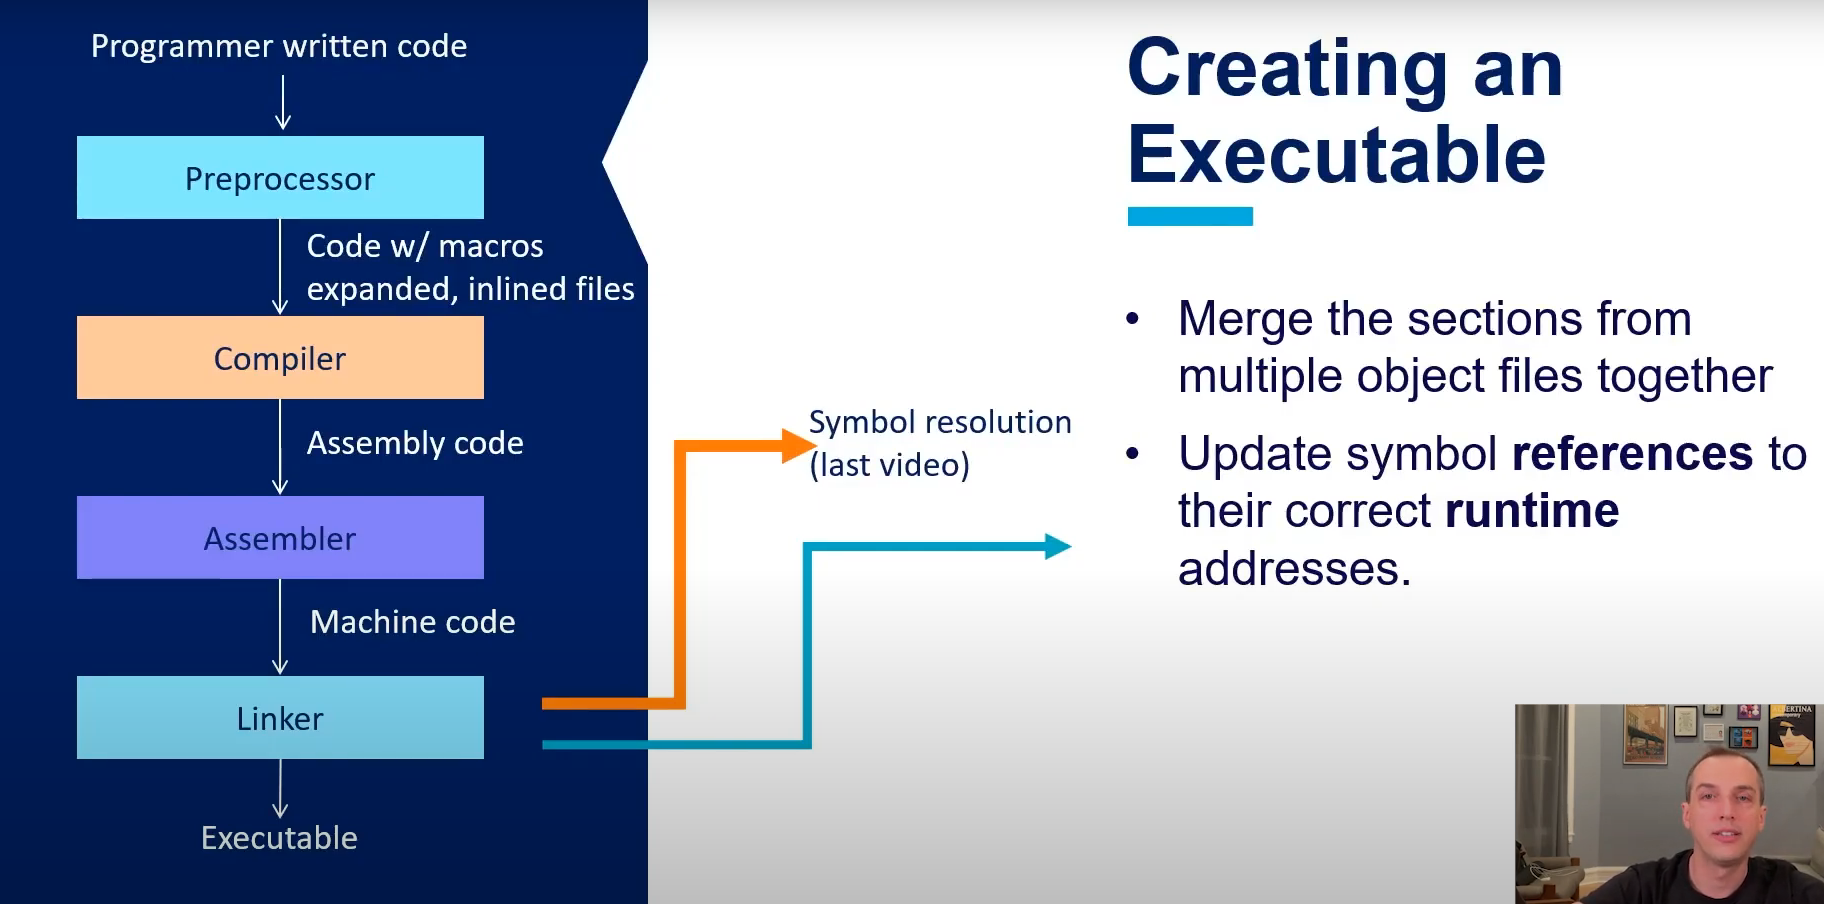 Programmer written code
Preprocessor
Code w/ macros
expanded, inlined files
Compiler
Assembly code
Assembler
Machine code
Linker
Executable
Symbol resolution
(last video)
Creating an
Executable
• Merge the sections from
multiple object files together
• Update symbol references to
their correct runtime
addresses.